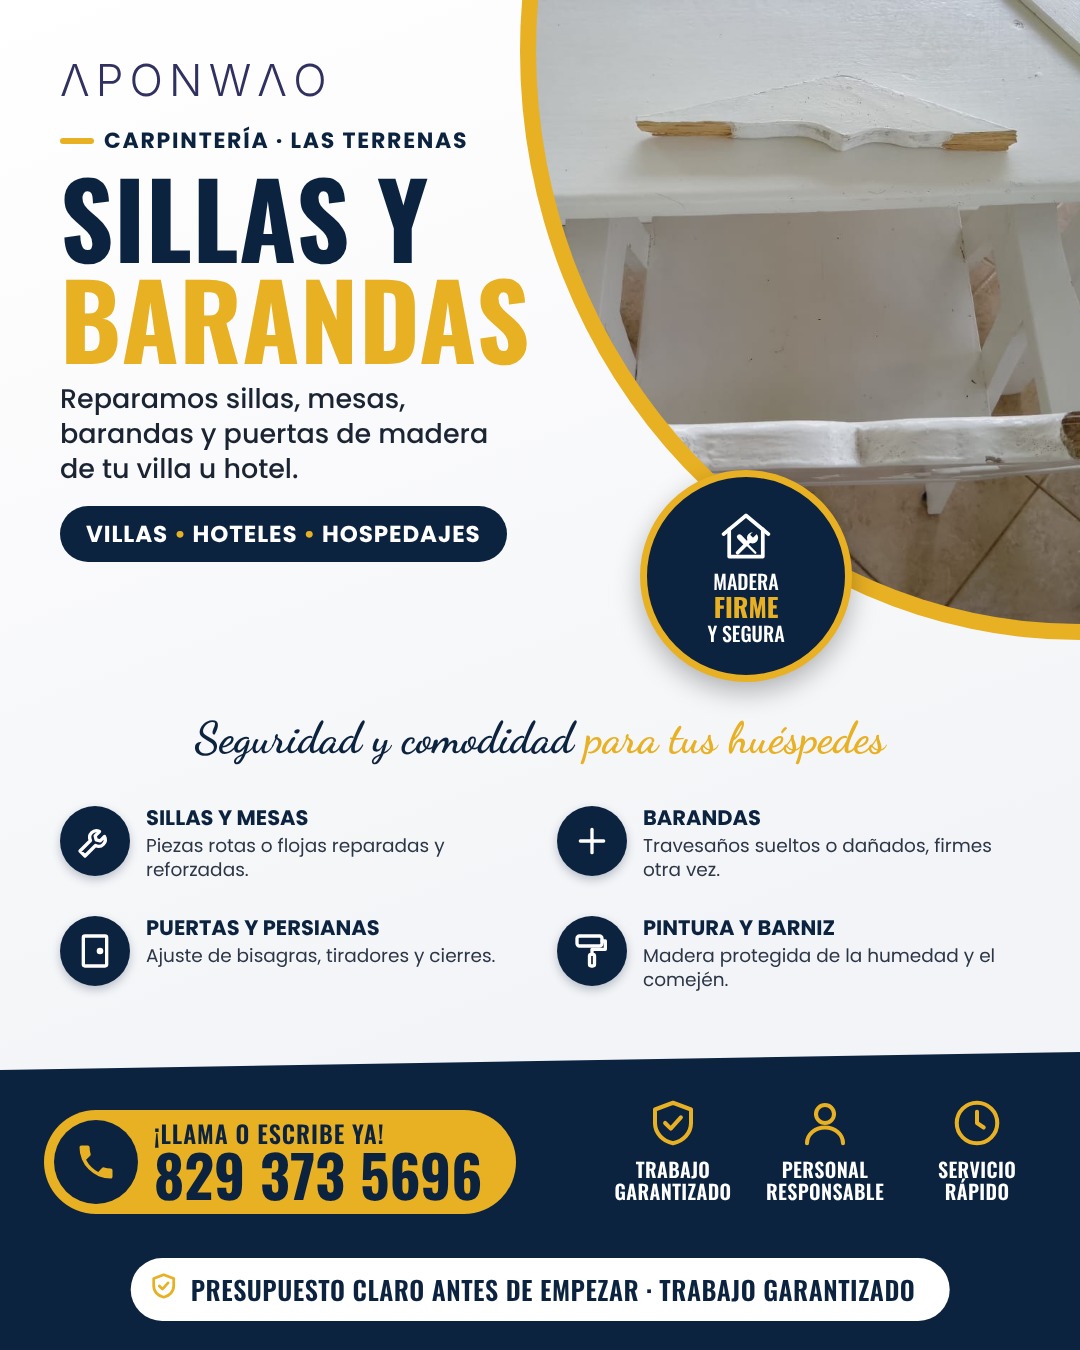 APONWAO
CARPINTERÍA · LAS TERRENAS
SILLAS Y
BARANDAS
Reparamos sillas, mesas,
barandas y puertas de madera
de tu villa u hotel.
VILLAS • HOTELES • HOSPEDAJES
MADERA
FIRME
Y SEGURA
Seguridad y comodidad para tus huéspedes
SILLAS Y MESAS
Piezas rotas o flojas reparadas y
reforzadas.
BARANDAS
Travesaños sueltos o dañados, firmes
otra vez.
PUERTAS Y PERSIANAS
Ajuste de bisagras, tiradores y cierres.
PINTURA Y BARNIZ
Madera protegida de la humedad y el
comején.
¡LLAMA O ESCRIBE YA!
829 373 5696
TRABAJO
GARANTIZADO
PERSONAL
RESPONSABLE
SERVICIO
RÁPIDO
PRESUPUESTO CLARO ANTES DE EMPEZAR · TRABAJO GARANTIZADO